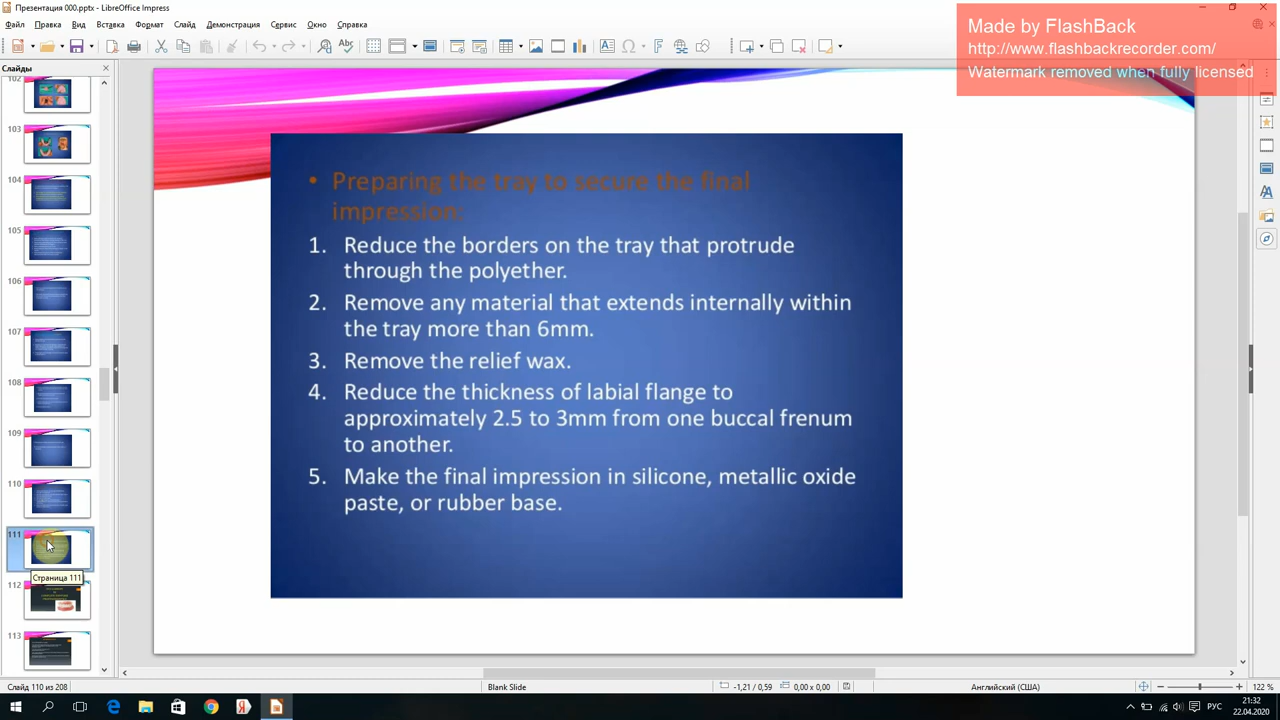 Презентация 000.pptx - LibreOffice Impress
Файл Правка Вид Вставка Формат Слайд Демонстрация Сервис Окно Справка
Made by FlashBack
http://www.flashbackrecorder.com/
Watermark removed when fully licensed
Слайды
102
103
104
105
106
107
108
109
110
111
Страница 111
112
113
• Preparing the tray to secure the final
impression:
1. Reduce the borders on the tray that protrude
through the polyether.
2. Remove any material that extends internally within
the tray more than 6mm.
3. Remove the relief wax.
4. Reduce the thickness of labial flange to
approximately 2.5 to 3mm from one buccal frenum
to another.
5. Make the final impression in silicone, metallic oxide
paste, or rubber base.
Слайд 110 из 208 Blank Slide -1,21 / 0,59 0,00 x 0,00 Английский (США) 122 %
РУС 21:32
22.04.2020